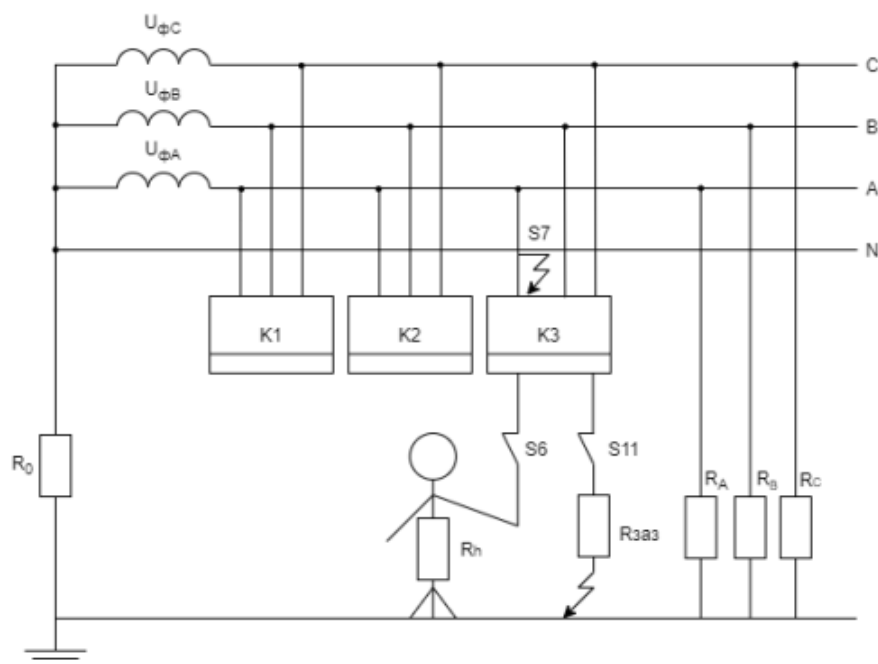 UфC
C
UфB
B
UфA
A
S7
N
K1
K2
K3
R0
S6
S11
RA
RB
RC
Rh
Rзаз